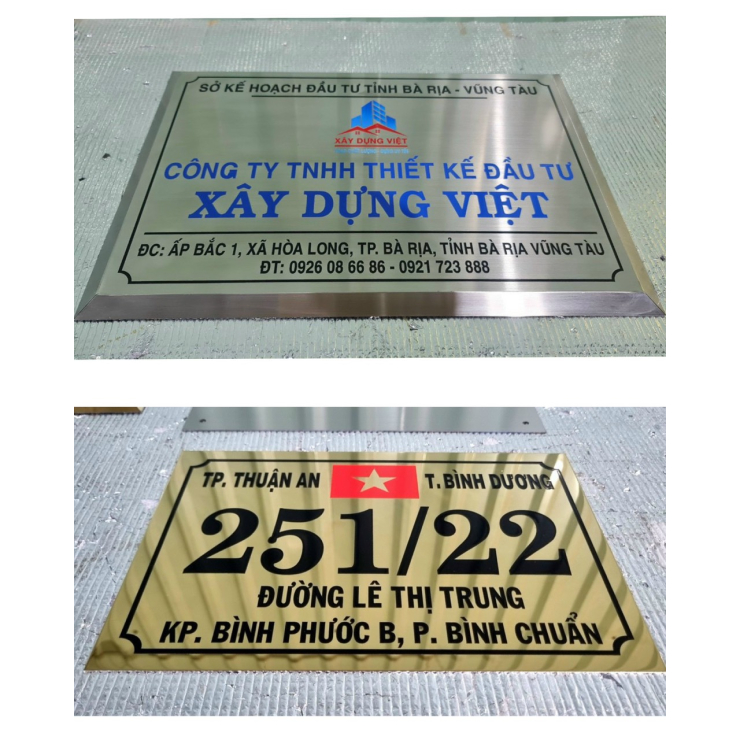 SỞ KẾ HOẠCH ĐẦU TƯ TỈNH BÀ RỊA - VŨNG TÀU
XÂY DỰNG VIỆT
CÔNG TY TNHH THIẾT KẾ ĐẦU TƯ
XÂY DỰNG VIỆT
ĐC: ẤP BẮC 1, XÃ HÒA LONG, TP. BÀ RỊA, TỈNH BÀ RỊA VŨNG TÀU
ĐT: 0926 08 66 86 - 0921 723 888
TP. THUẬN AN T. BÌNH DƯƠNG
251/22
ĐƯỜNG LÊ THỊ TRUNG
KP. BÌNH PHƯỚC B, P. BÌNH CHUẨN